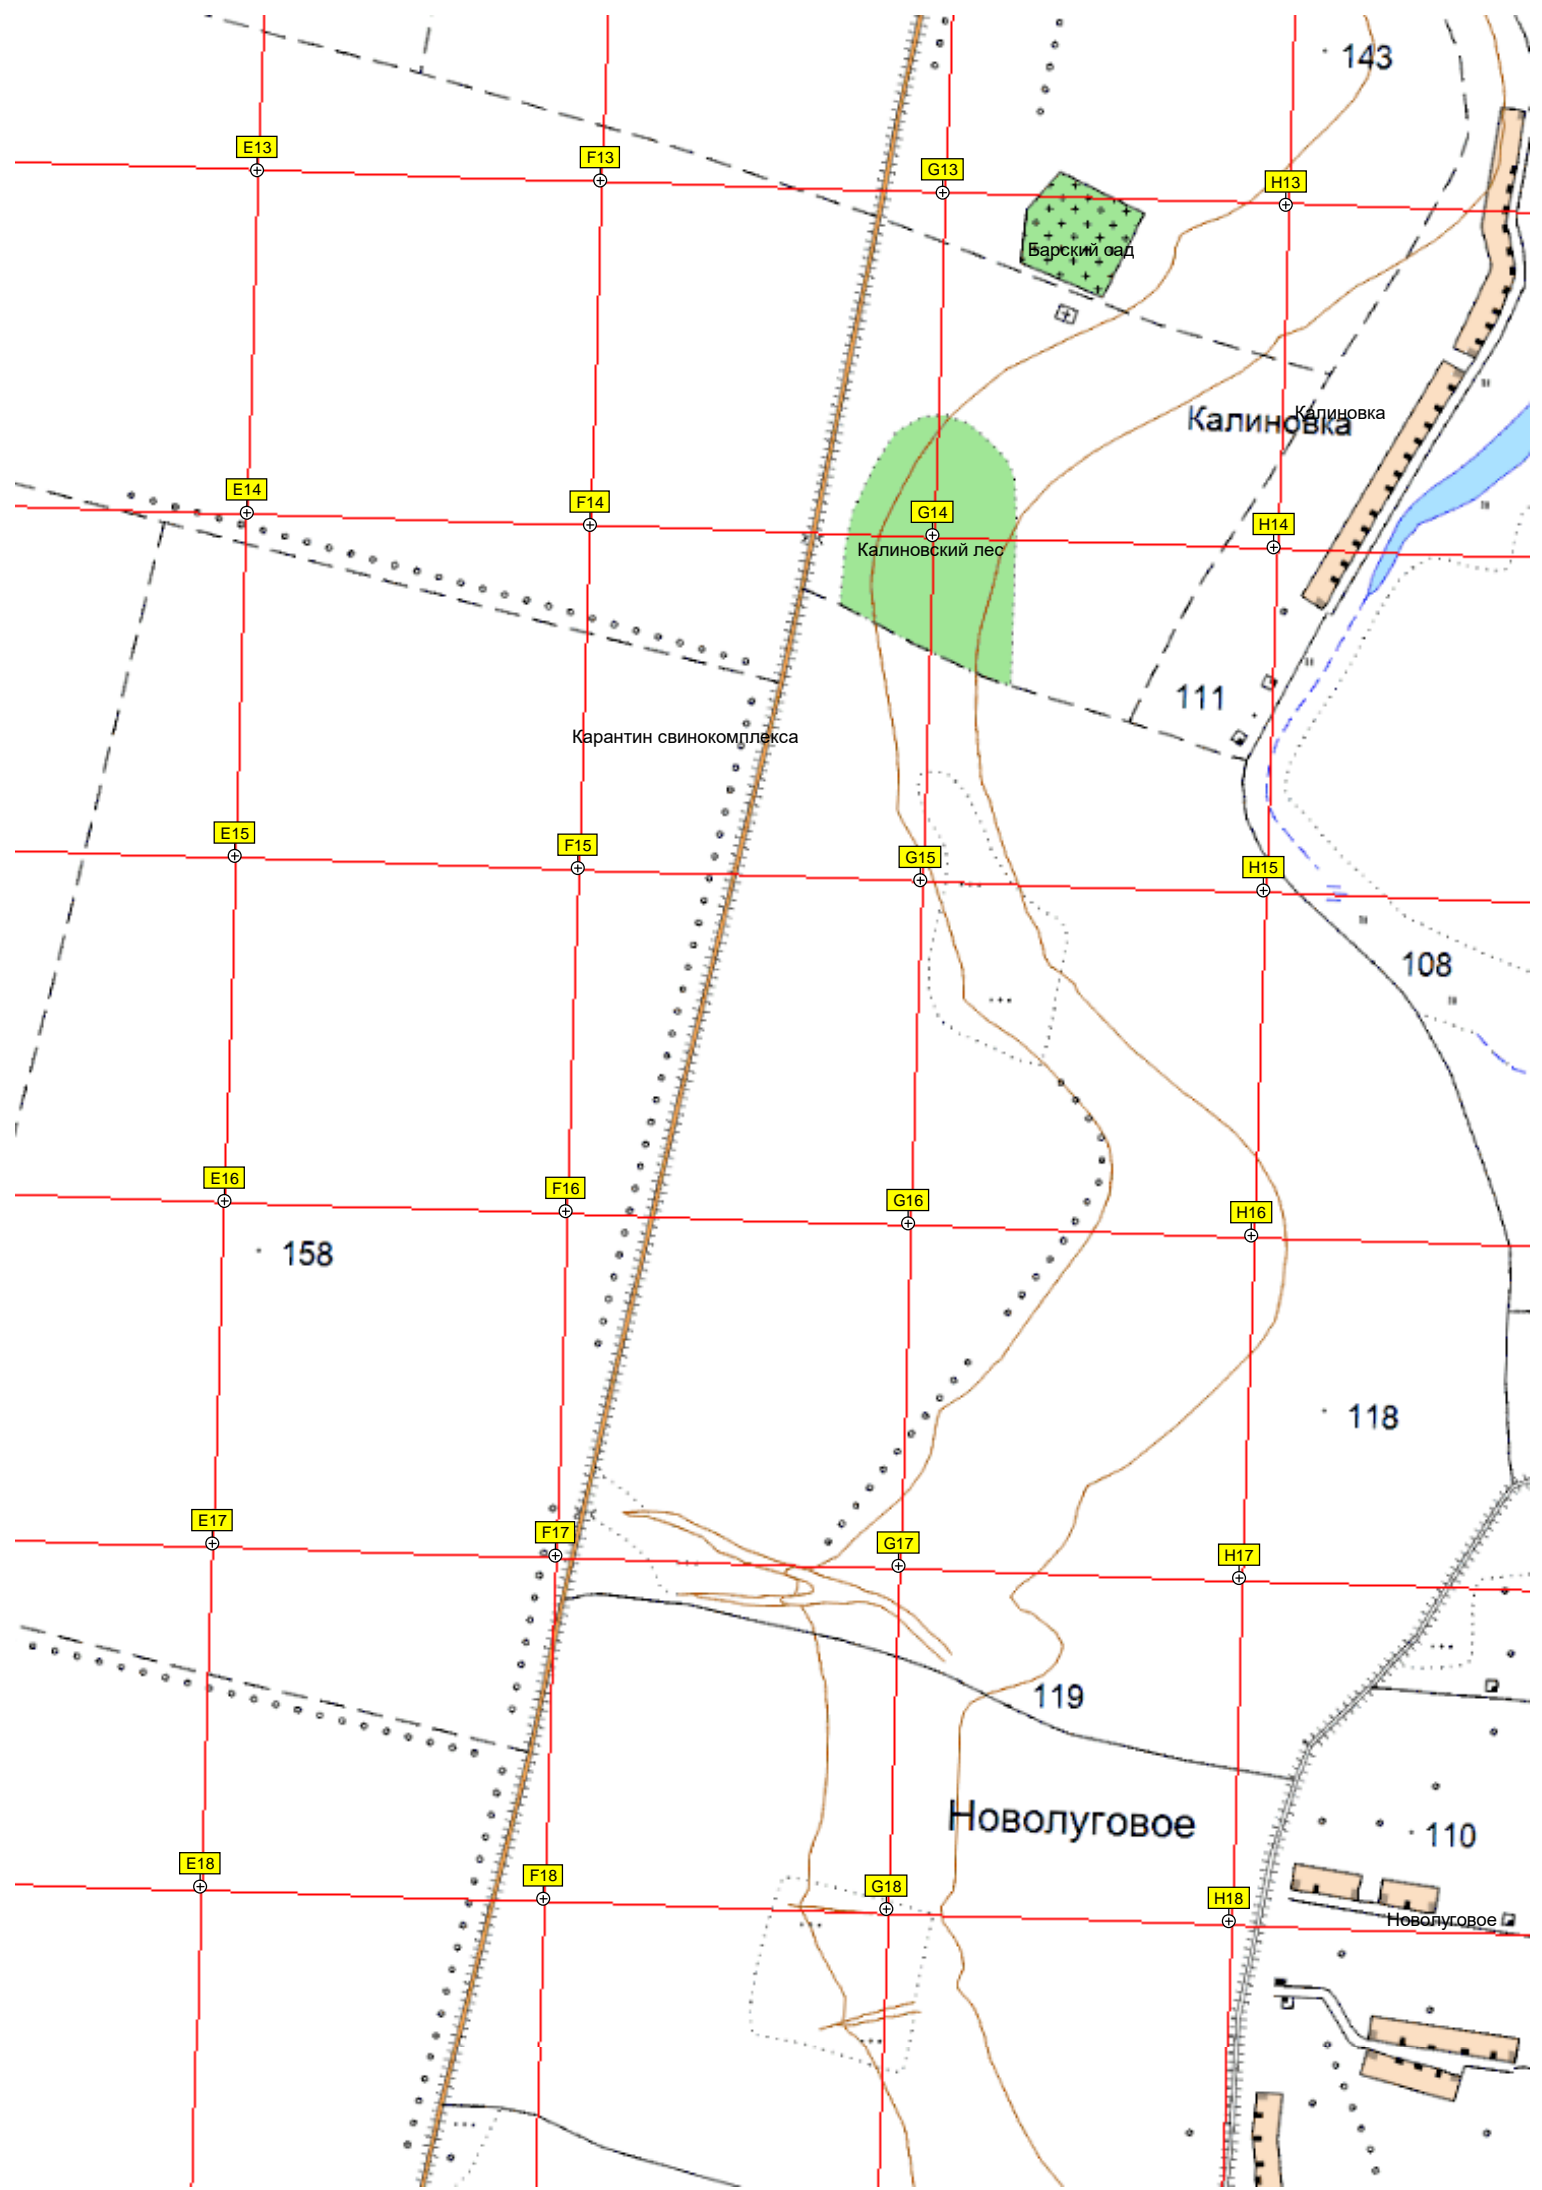 143
E13
F13
G13
H13
Барский сад
Калиновка
Калиновка
E14
F14
G14
H14
Калиновский лес
111
Карантин свинокомплекса
E15
F15
G15
H15
108
E16
F16
G16
H16
158
118
E17
F17
G17
H17
119
Новолуговое
110
E18
F18
G18
H18
Новолуговое